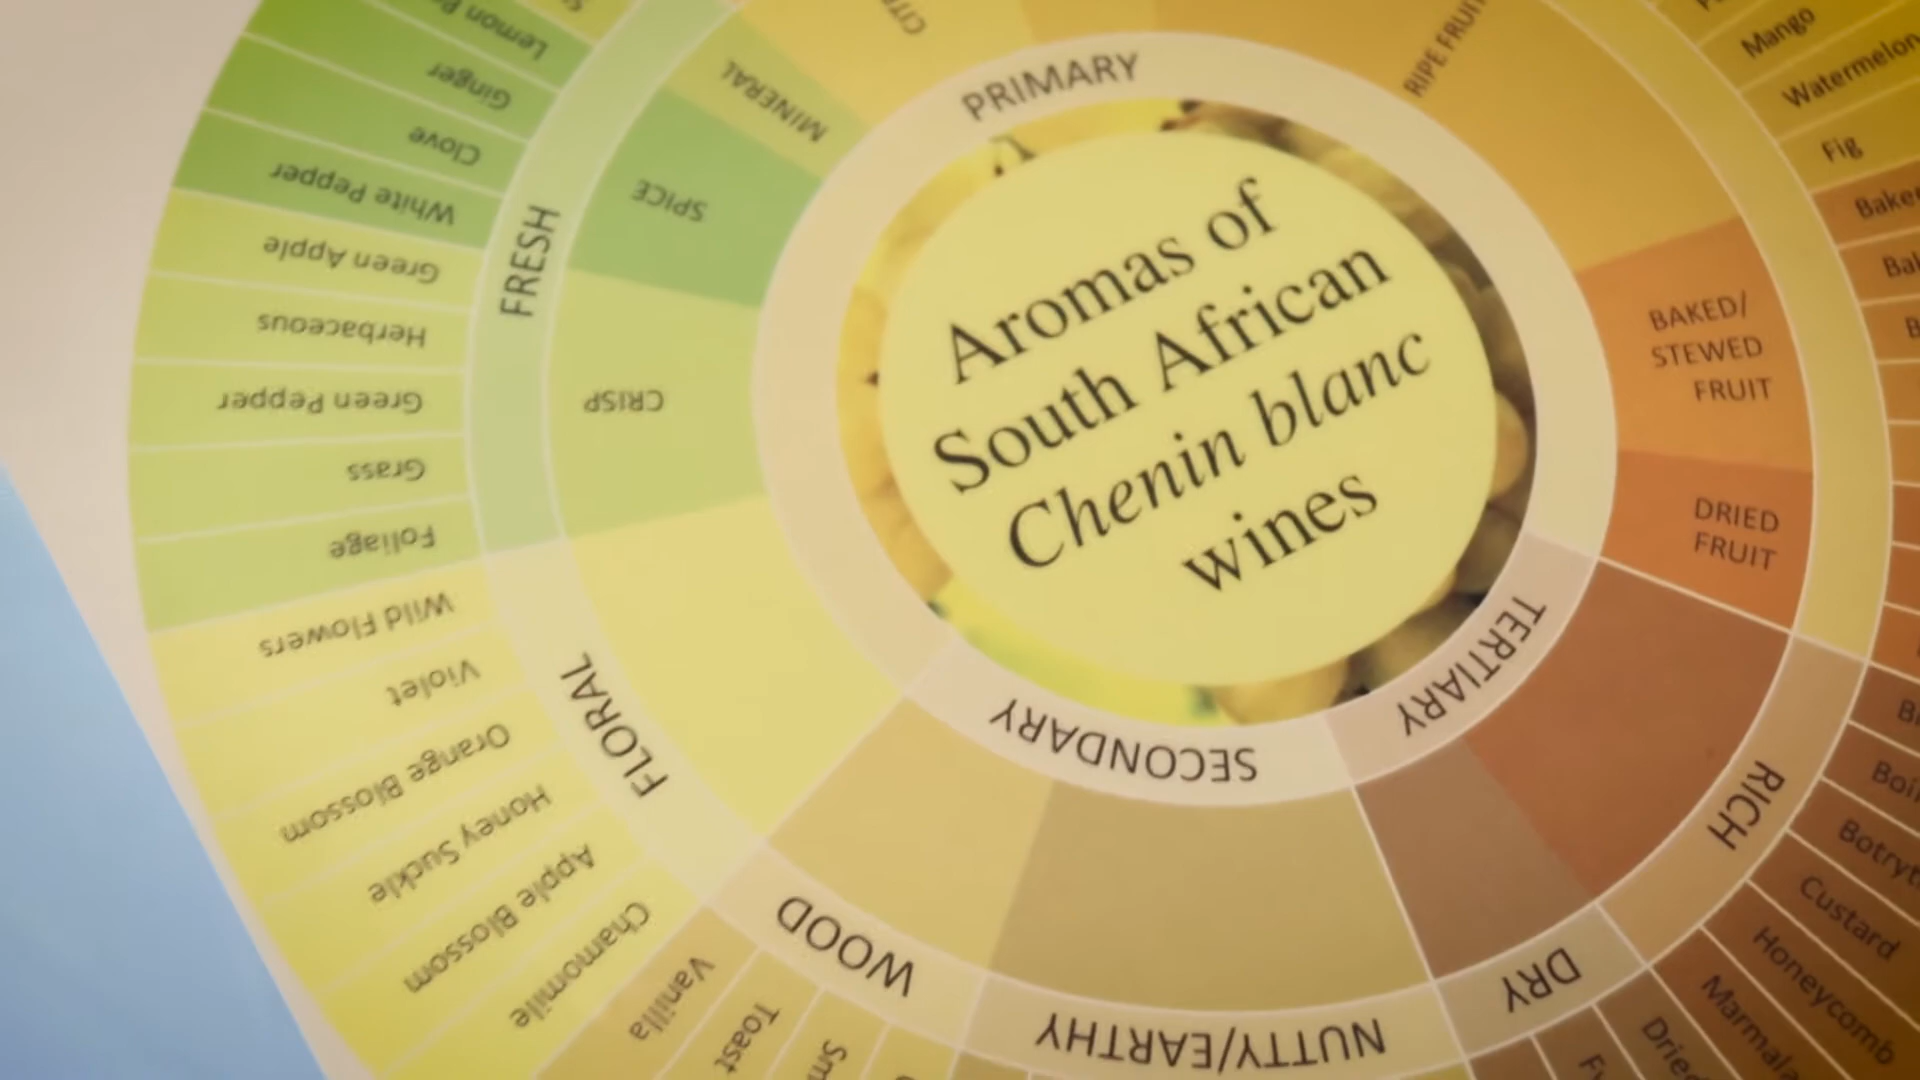 Aromas of
South African
Chenin blanc
wines
PRIMARY
SECONDARY
TERTIARY
FRESH
FLORAL
WOOD
NUTTY/EARTHY
DRY
RICH
MINERAL
SPICE
CRISP
RIPE FRUIT
BAKED/
STEWED
FRUIT
DRIED
FRUIT
Lemon
Ginger
Clove
White Pepper
Green Apple
Herbaceous
Green Pepper
Grass
Foliage
Wild Flowers
Violet
Orange Blossom
Honey Suckle
Apple Blossom
Chamomile
Vanilla
Toast
Mango
Watermelon
Fig
Baked
Custard
Honeycomb
Dried